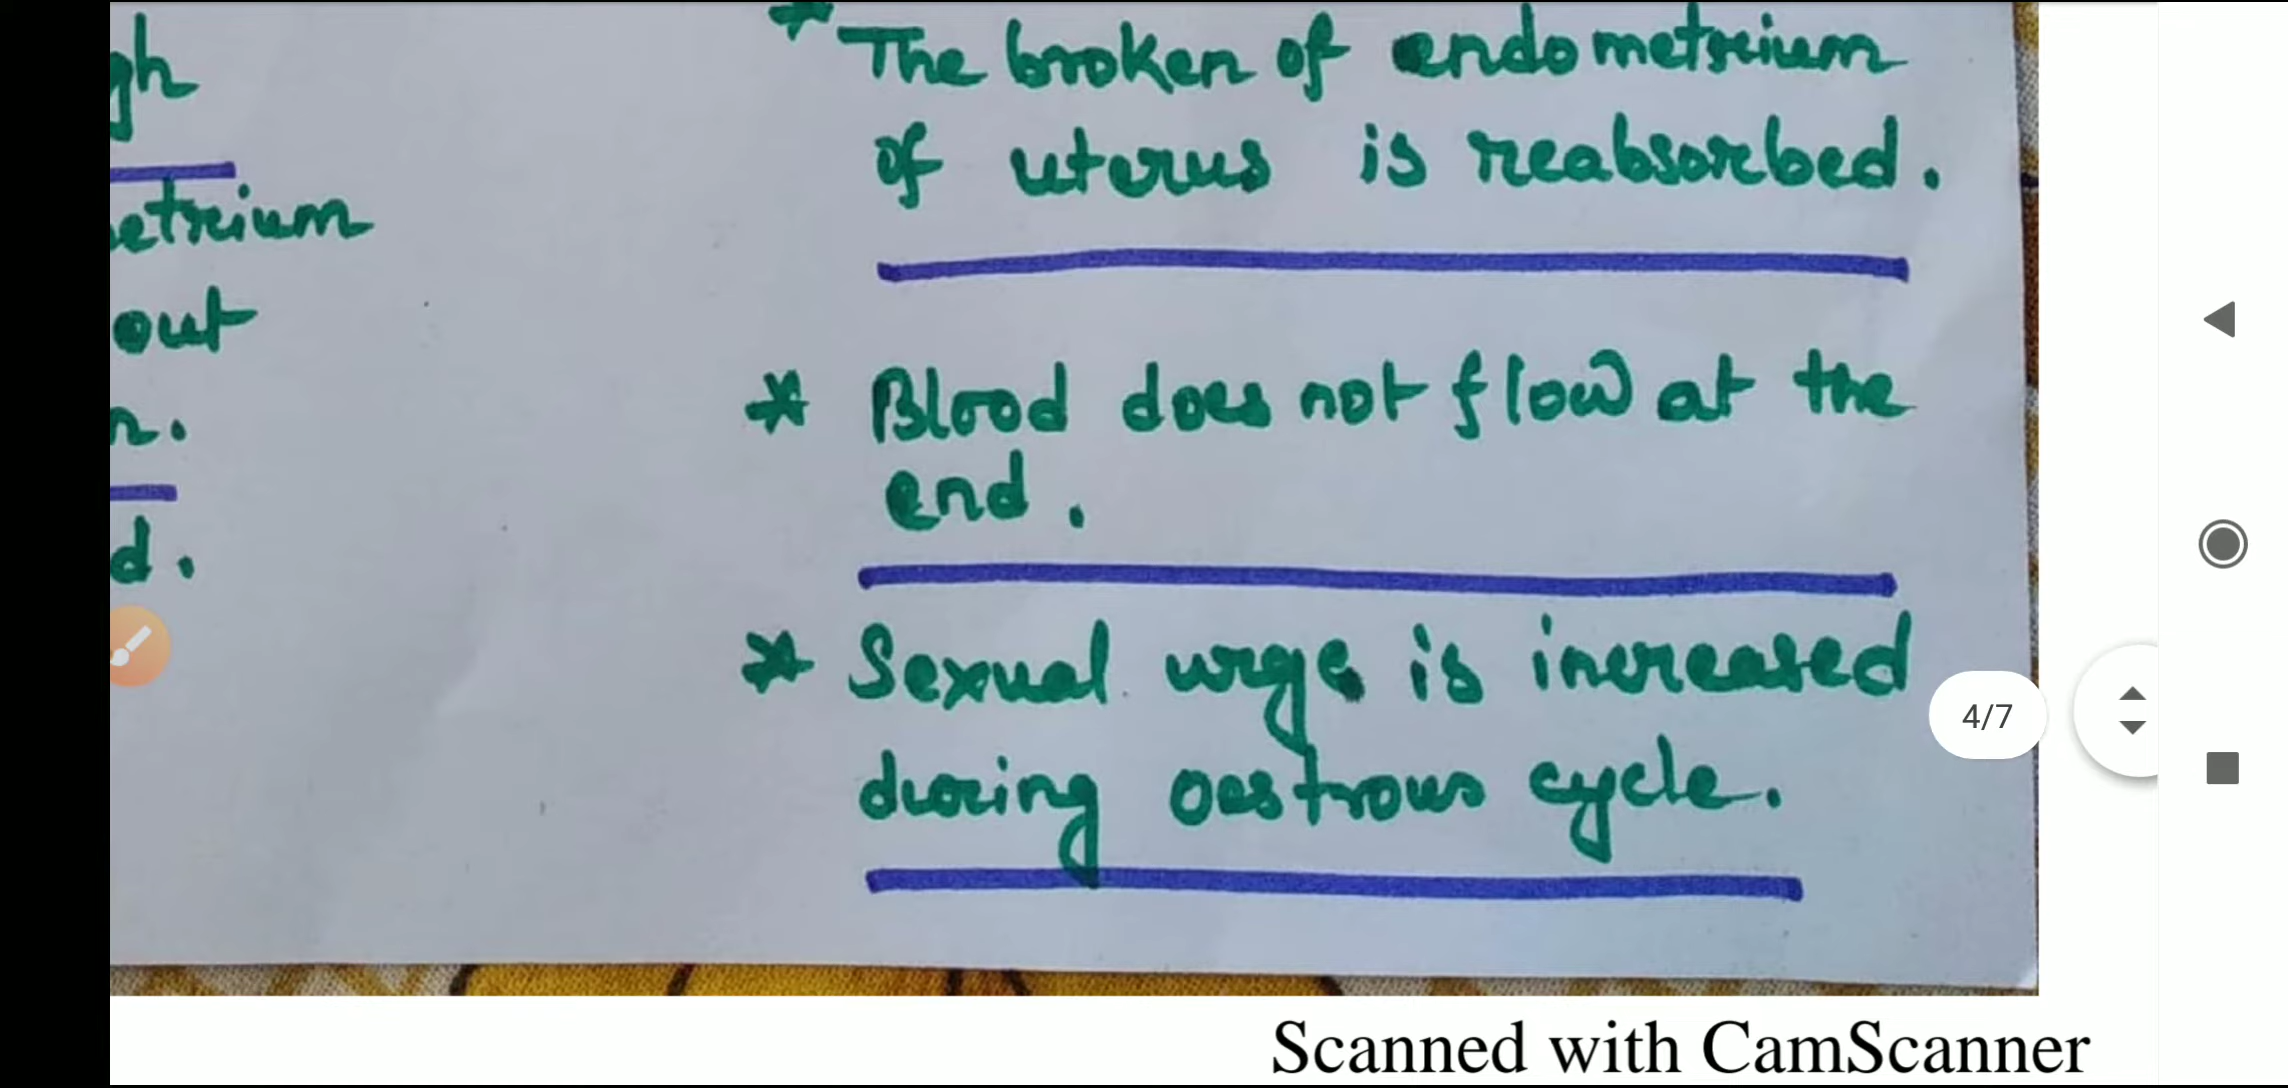 gh
etrium
out
n.
d.
* The broken of endometrium
of uterus is reabsorbed.
* Blood does not flow at the
end.
* Sexual urge is increased
during oestrous cycle.
4/7
Scanned with CamScanner